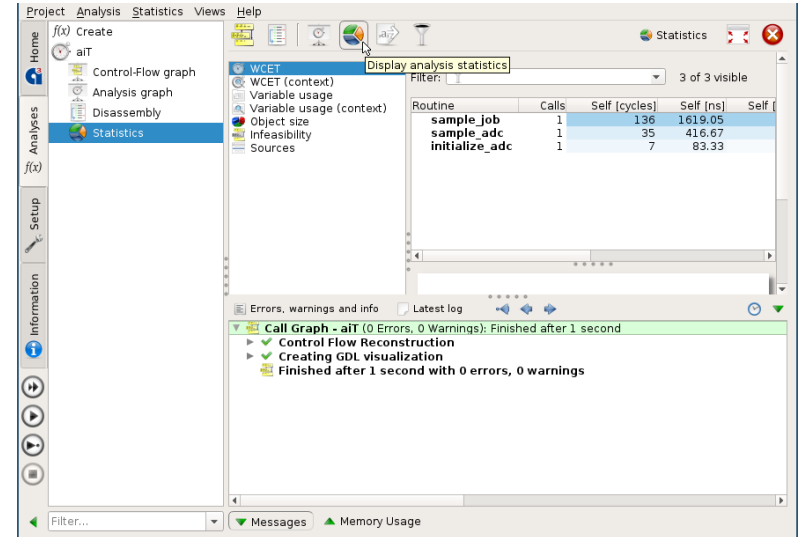 Project Analysis Statistics Views Help
Home
Analyses
f(x)
Setup
Information
f(x) Create
aiT
Control-Flow graph
Analysis graph
Disassembly
Statistics
Filter...
Statistics
Display analysis statistics
WCET
WCET (context)
Variable usage
Variable usage (context)
Object size
Infeasibility
Sources
Filter:
3 of 3 visible
Routine Calls Self [cycles] Self [ns] Self [
sample_job 1 136 1619.05
sample_adc 1 35 416.67
initialize_adc 1 7 83.33
Errors, warnings and info Latest log
Call Graph - aiT (0 Errors, 0 Warnings): Finished after 1 second
Control Flow Reconstruction
Creating GDL visualization
Finished after 1 second with 0 errors, 0 warnings
Messages Memory Usage